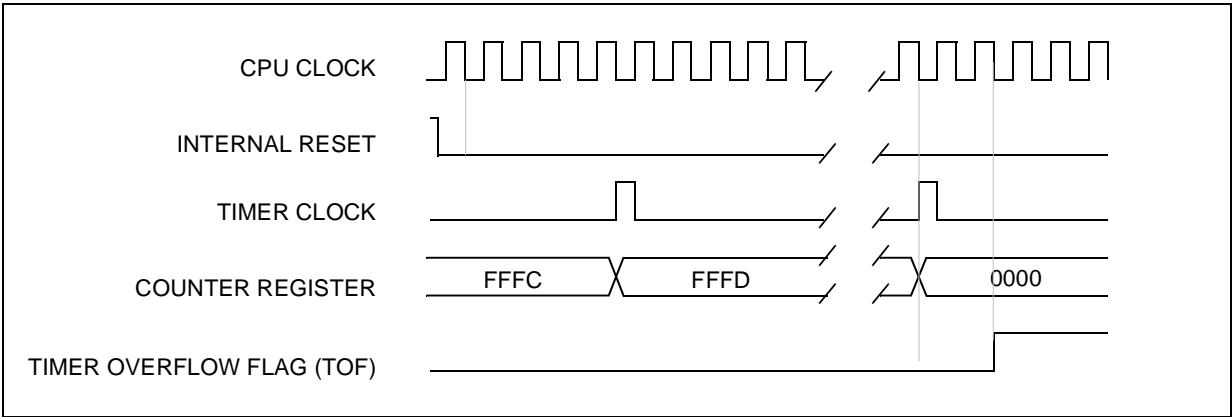 CPU CLOCK
INTERNAL RESET
TIMER CLOCK
COUNTER REGISTER FFFC FFFD 0000
TIMER OVERFLOW FLAG (TOF)